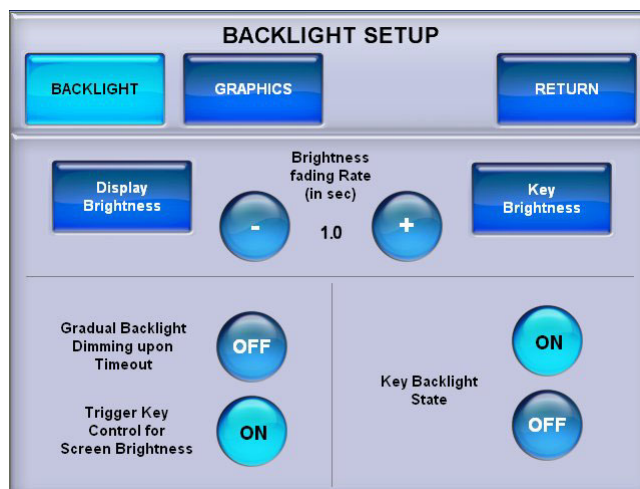 BACKLIGHT SETUP
BACKLIGHT
GRAPHICS
RETURN
Display
Brightness
Brightness
fading Rate
(in sec)
-
1.0
+
Key
Brightness
Gradual Backlight
Dimming upon
Timeout
OFF
Trigger Key
Control for
Screen Brightness
ON
Key Backlight
State
ON
OFF